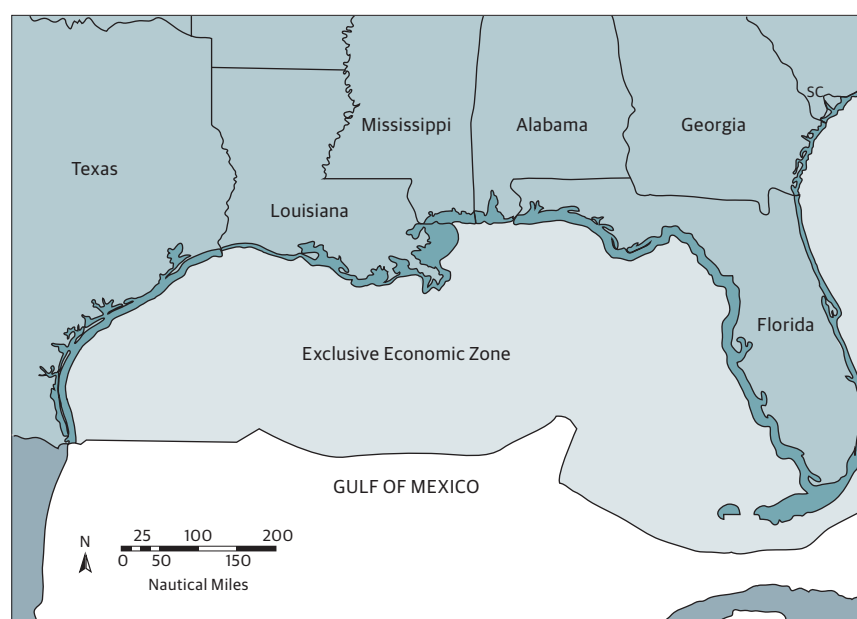 SC
Mississippi
Alabama
Georgia
Texas
Louisiana
Florida
Exclusive Economic Zone
GULF OF MEXICO
N
25 100 200
0 50 150
Nautical Miles